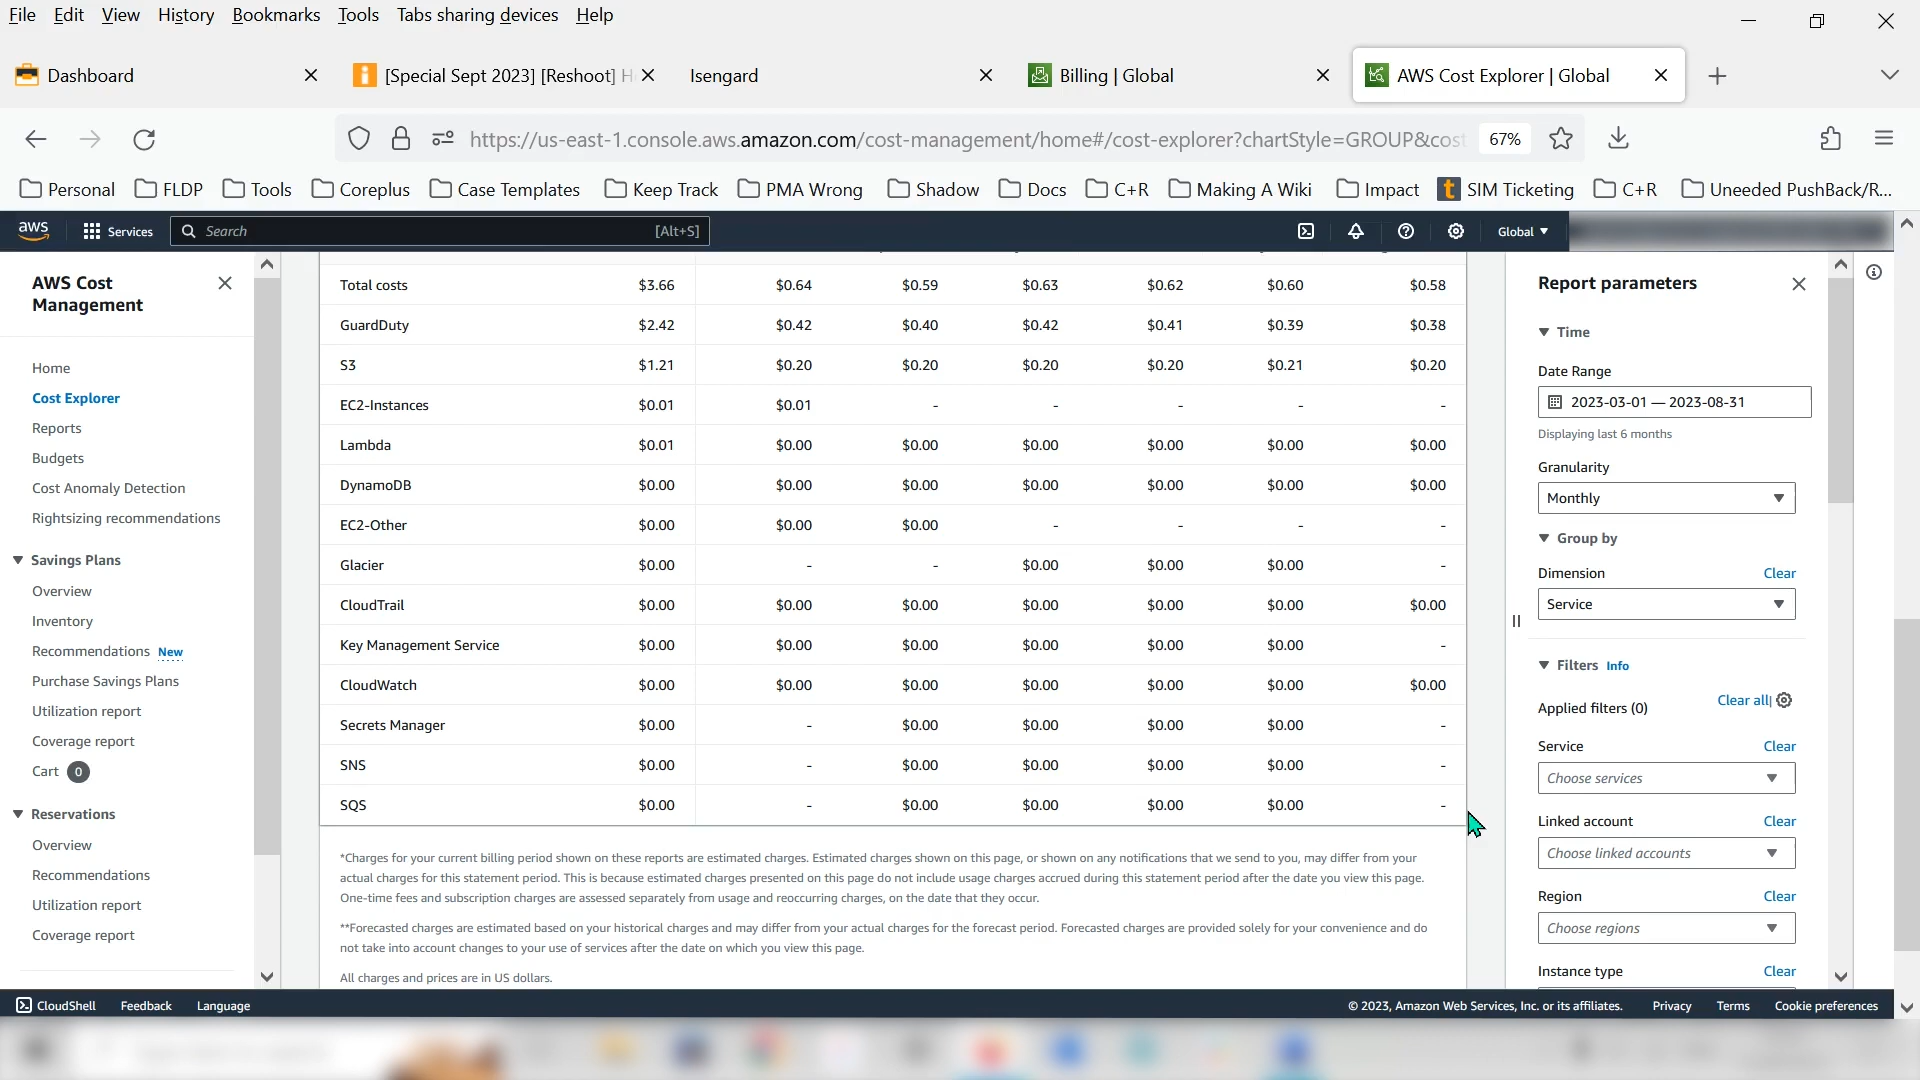 File Edit View History Bookmarks Tools Tabs sharing devices Help
Dashboard [Special Sept 2023] [Reshoot] H Isengard Billing | Global AWS Cost Explorer | Global
https://us-east-1.console.aws.amazon.com/cost-management/home#/cost-explorer?chartStyle=GROUP&cost 67%
Personal FLDP Tools Coreplus Case Templates Keep Track PMA Wrong Shadow Docs C+R Making A Wiki Impact SIM Ticketing C+R Uneeded PushBack/R...
aws Services Search [Alt+S] Global
AWS Cost
Management
Home
Cost Explorer
Reports
Budgets
Cost Anomaly Detection
Rightsizing recommendations
Savings Plans
Overview
Inventory
Recommendations New
Purchase Savings Plans
Utilization report
Coverage report
Cart 0
Reservations
Overview
Recommendations
Utilization report
Coverage report
Total costs $3.66 $0.64 $0.59 $0.63 $0.62 $0.60 $0.58
GuardDuty $2.42 $0.42 $0.40 $0.42 $0.41 $0.39 $0.38
S3 $1.21 $0.20 $0.20 $0.20 $0.20 $0.21 $0.20
EC2-Instances $0.01 $0.01 - - - - -
Lambda $0.01 $0.00 $0.00 $0.00 $0.00 $0.00 $0.00
DynamoDB $0.00 $0.00 $0.00 $0.00 $0.00 $0.00 $0.00
EC2-Other $0.00 $0.00 $0.00 - - - -
Glacier $0.00 - - $0.00 $0.00 $0.00 -
CloudTrail $0.00 $0.00 $0.00 $0.00 $0.00 $0.00 $0.00
Key Management Service $0.00 $0.00 $0.00 $0.00 $0.00 $0.00 -
CloudWatch $0.00 $0.00 $0.00 $0.00 $0.00 $0.00 $0.00
Secrets Manager $0.00 - $0.00 $0.00 $0.00 $0.00 -
SNS $0.00 - $0.00 $0.00 $0.00 $0.00 -
SQS $0.00 - $0.00 $0.00 $0.00 $0.00 -
*Charges for your current billing period shown on these reports are estimated charges. Estimated charges shown on this page, or shown on any notifications that we send to you, may differ from your
actual charges for this statement period. This is because estimated charges presented on this page do not include usage charges accrued during this statement period after the date you view this page.
One-time fees and subscription charges are assessed separately from usage and reoccurring charges, on the date that they occur.
**Forecasted charges are estimated based on your historical charges and may differ from your actual charges for the forecast period. Forecasted charges are provided solely for your convenience and do
not take into account changes to your use of services after the date on which you view this page.
All charges and prices are in US dollars.
Report parameters
Time
Date Range
2023-03-01 — 2023-08-31
Displaying last 6 months
Granularity
Monthly
Group by
Dimension Clear
Service
Filters Info
Applied filters (0) Clear all
Service Clear
Choose services
Linked account Clear
Choose linked accounts
Region Clear
Choose regions
Instance type Clear
CloudShell Feedback Language © 2023, Amazon Web Services, Inc. or its affiliates. Privacy Terms Cookie preferences